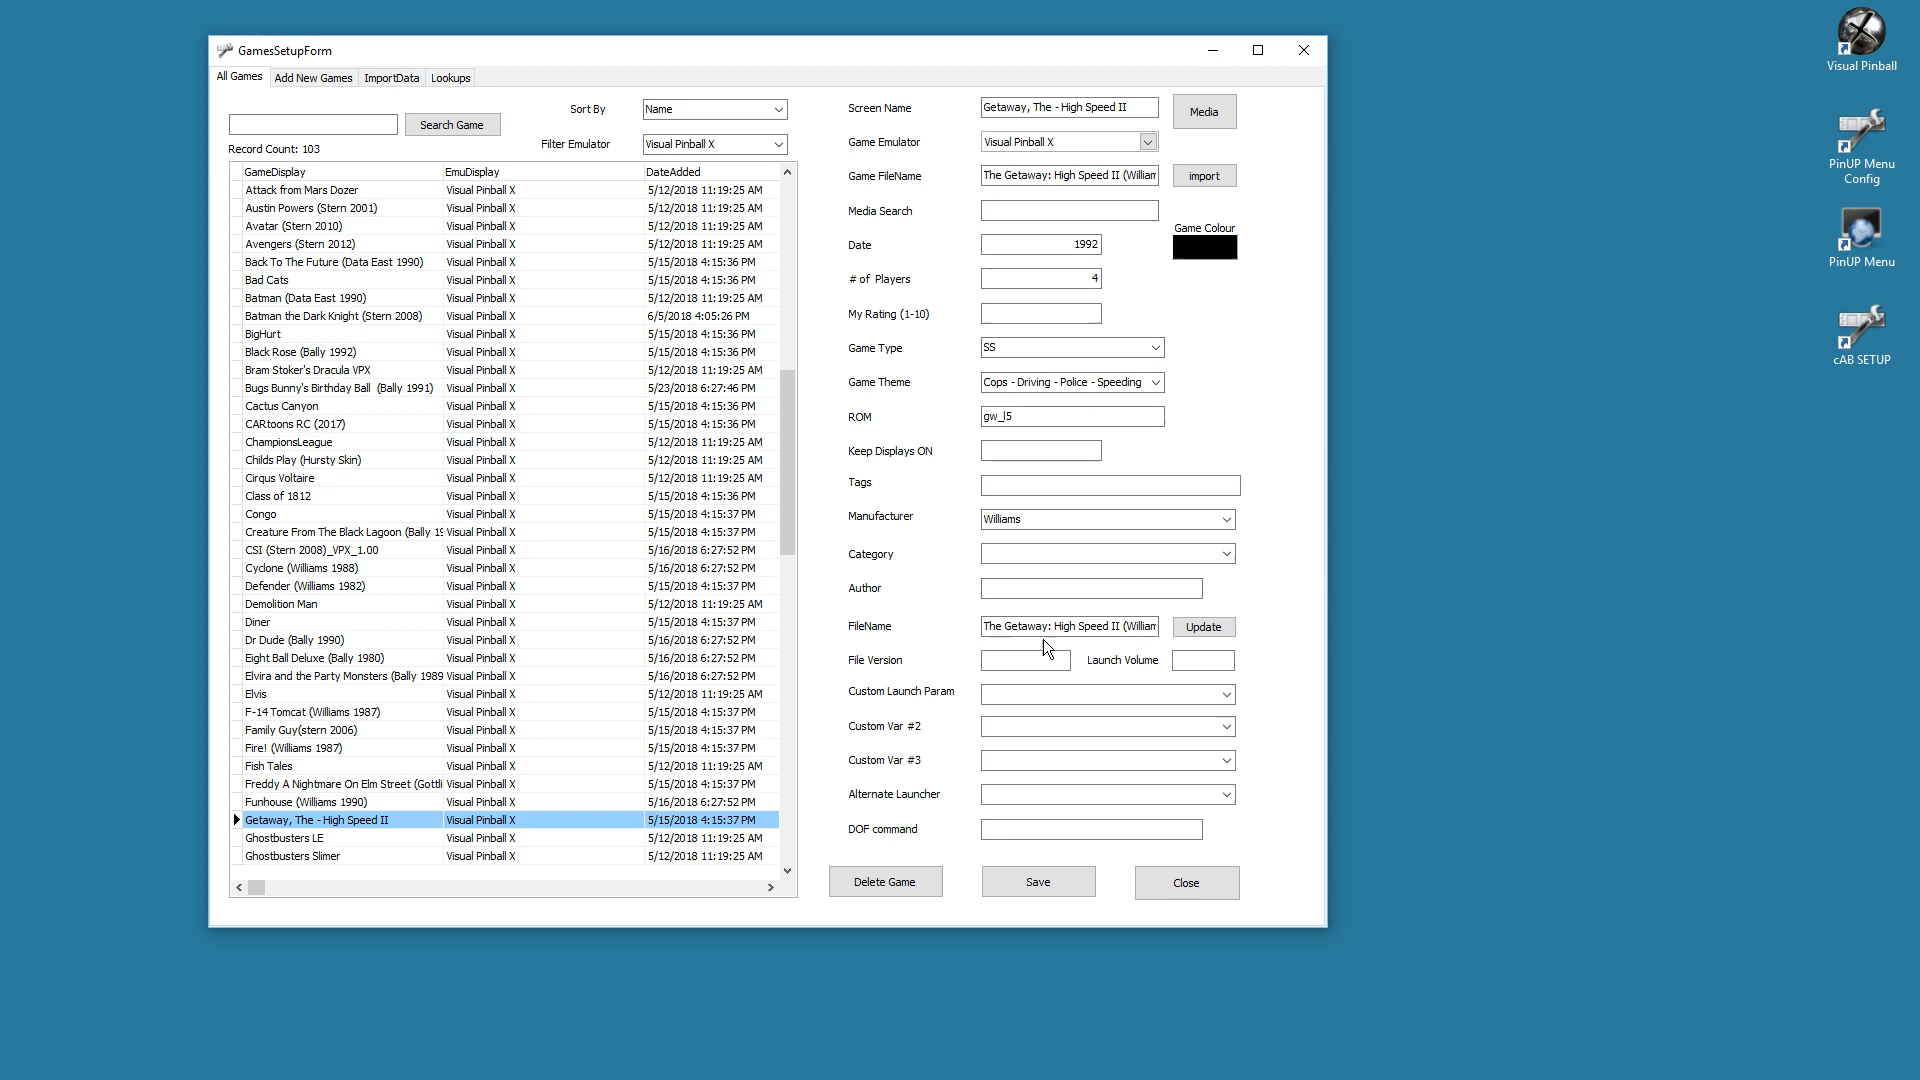 GamesSetupForm
All Games Add New Games ImportData Lookups
Search Game
Record Count: 103
Sort By Name
Filter Emulator Visual Pinball X
GameDisplay EmuDisplay DateAdded
Attack from Mars Dozer Visual Pinball X 5/12/2018 11:19:25 AM
Austin Powers (Stern 2001) Visual Pinball X 5/12/2018 11:19:25 AM
Avatar (Stern 2010) Visual Pinball X 5/12/2018 11:19:25 AM
Avengers (Stern 2012) Visual Pinball X 5/12/2018 11:19:25 AM
Back To The Future (Data East 1990) Visual Pinball X 5/15/2018 4:15:36 PM
Bad Cats Visual Pinball X 5/15/2018 4:15:36 PM
Batman (Data East 1990) Visual Pinball X 5/12/2018 11:19:25 AM
Batman the Dark Knight (Stern 2008) Visual Pinball X 6/5/2018 4:05:26 PM
BigHurt Visual Pinball X 5/15/2018 4:15:36 PM
Black Rose (Bally 1992) Visual Pinball X 5/15/2018 4:15:36 PM
Bram Stoker's Dracula VPX Visual Pinball X 5/12/2018 11:19:25 AM
Bugs Bunny's Birthday Ball (Bally 1991) Visual Pinball X 5/23/2018 6:27:46 PM
Cactus Canyon Visual Pinball X 5/15/2018 4:15:36 PM
CARtoons RC (2017) Visual Pinball X 5/15/2018 4:15:36 PM
ChampionsLeague Visual Pinball X 5/12/2018 11:19:25 AM
Childs Play (Hursty Skin) Visual Pinball X 5/12/2018 11:19:25 AM
Cirqus Voltaire Visual Pinball X 5/12/2018 11:19:25 AM
Class of 1812 Visual Pinball X 5/15/2018 4:15:36 PM
Congo Visual Pinball X 5/15/2018 4:15:37 PM
Creature From The Black Lagoon (Bally 19 Visual Pinball X 5/15/2018 4:15:37 PM
CSI (Stern 2008)_VPX_1.00 Visual Pinball X 5/16/2018 6:27:52 PM
Cyclone (Williams 1988) Visual Pinball X 5/16/2018 6:27:52 PM
Defender (Williams 1982) Visual Pinball X 5/15/2018 4:15:37 PM
Demolition Man Visual Pinball X 5/12/2018 11:19:25 AM
Diner Visual Pinball X 5/15/2018 4:15:37 PM
Dr Dude (Bally 1990) Visual Pinball X 5/16/2018 6:27:52 PM
Eight Ball Deluxe (Bally 1980) Visual Pinball X 5/16/2018 6:27:52 PM
Elvira and the Party Monsters (Bally 1989 Visual Pinball X 5/16/2018 6:27:52 PM
Elvis Visual Pinball X 5/12/2018 11:19:25 AM
F-14 Tomcat (Williams 1987) Visual Pinball X 5/15/2018 4:15:37 PM
Family Guy(stern 2006) Visual Pinball X 5/15/2018 4:15:37 PM
Fire! (Williams 1987) Visual Pinball X 5/15/2018 4:15:37 PM
Fish Tales Visual Pinball X 5/12/2018 11:19:25 AM
Freddy A Nightmare On Elm Street (Gottli Visual Pinball X 5/15/2018 4:15:37 PM
Funhouse (Williams 1990) Visual Pinball X 5/16/2018 6:27:52 PM
Getaway, The - High Speed II Visual Pinball X 5/15/2018 4:15:37 PM
Ghostbusters LE Visual Pinball X 5/12/2018 11:19:25 AM
Ghostbusters Slimer Visual Pinball X 5/12/2018 11:19:25 AM
Screen Name Getaway, The - High Speed II Media
Game Emulator Visual Pinball X
Game FileName The Getaway: High Speed II (William import
Media Search
Game Colour
Date 1992
# of Players 4
My Rating (1-10)
Game Type SS
Game Theme Cops - Driving - Police - Speeding
ROM gw_l5
Keep Displays ON
Tags
Manufacturer Williams
Category
Author
FileName The Getaway: High Speed II (William Update
File Version Launch Volume
Custom Launch Param
Custom Var #2
Custom Var #3
Alternate Launcher
DOF command
Delete Game Save Close
Visual Pinball
PinUP Menu
Config
PinUP Menu
cAB SETUP